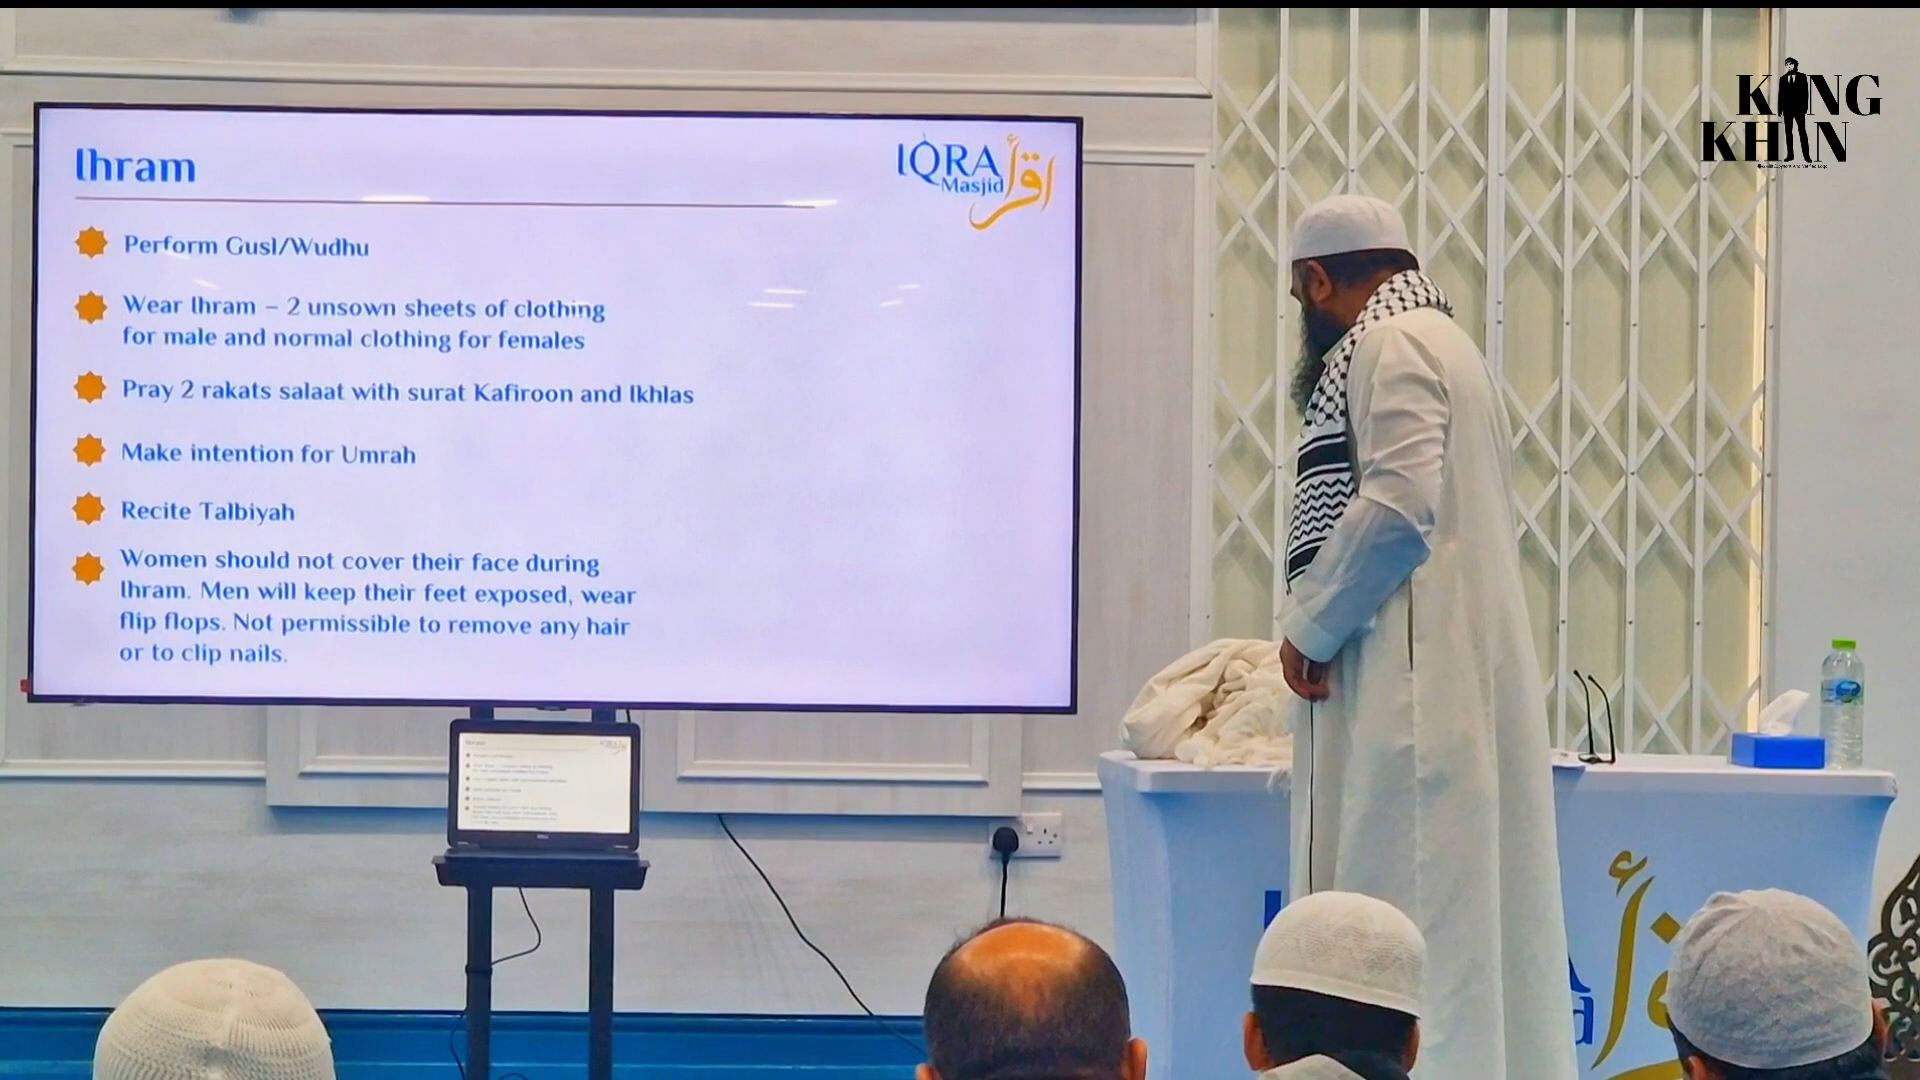 Ihram
IQRA
Masjid
اقرأ
Perform Gusl/Wudhu
Wear Ihram – 2 unsown sheets of clothing
for male and normal clothing for females
Pray 2 rakats salaat with surat Kafiroon and Ikhlas
Make intention for Umrah
Recite Talbiyah
Women should not cover their face during
Ihram. Men will keep their feet exposed, wear
flip flops. Not permissible to remove any hair
or to clip nails.
KING
KHAN